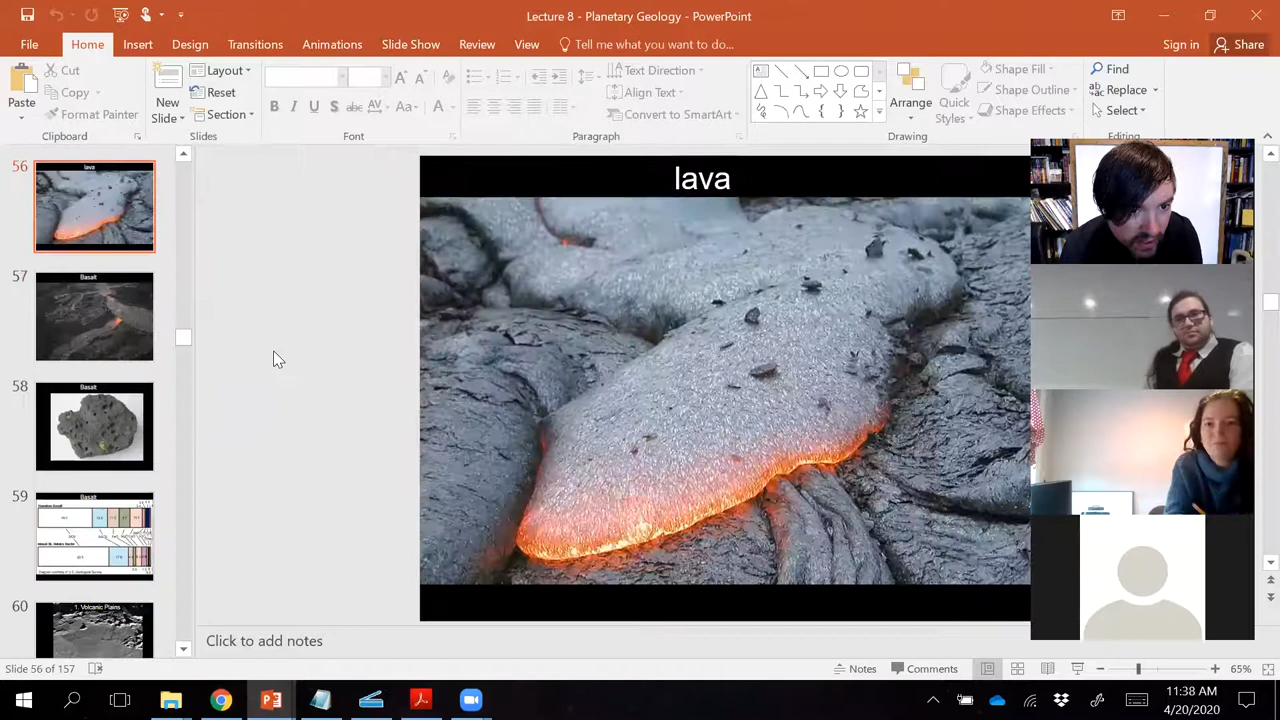 Lecture 8 - Planetary Geology - PowerPoint
File Home Insert Design Transitions Animations Slide Show Review View Tell me what you want to do... Sign in Share
Paste
Cut
Copy
Format Painter
Clipboard
New Slide
Layout
Reset
Section
Slides
B I U S abc AV Aa A
Font
Text Direction
Align Text
Convert to SmartArt
Paragraph
Arrange
Quick Styles
Shape Fill
Shape Outline
Shape Effects
Drawing
Find
Replace
Select
Editing
56
lava
57
Basalt
58
Basalt
59
Basalt
60
1. Volcanic Plains
lava
Click to add notes
Slide 56 of 157
Notes Comments 65%
11:38 AM
4/20/2020